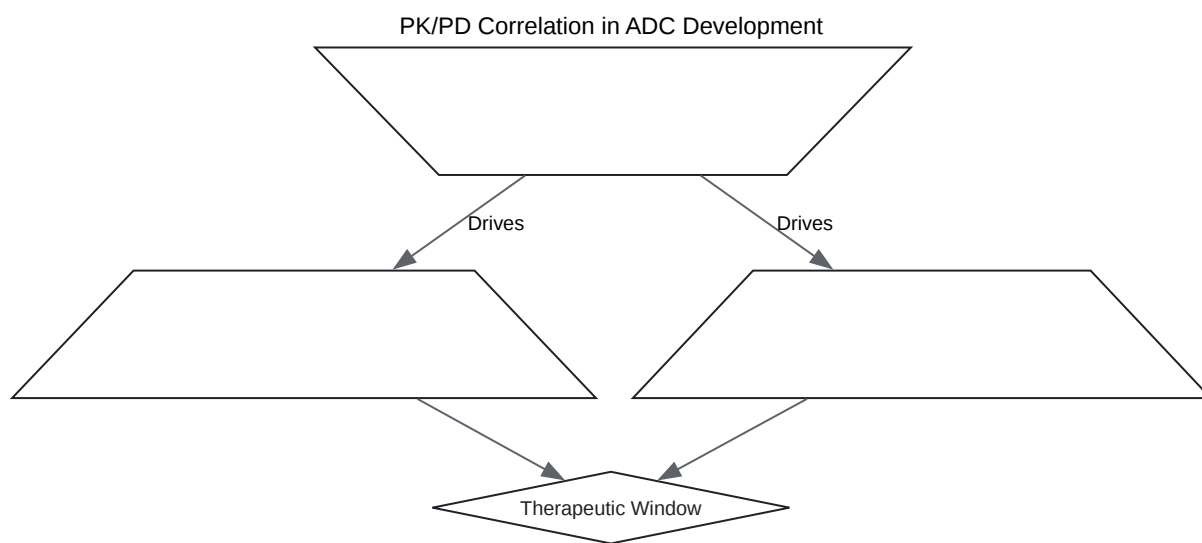 PK/PD Correlation in ADC Development
Drives
Drives
Therapeutic Window